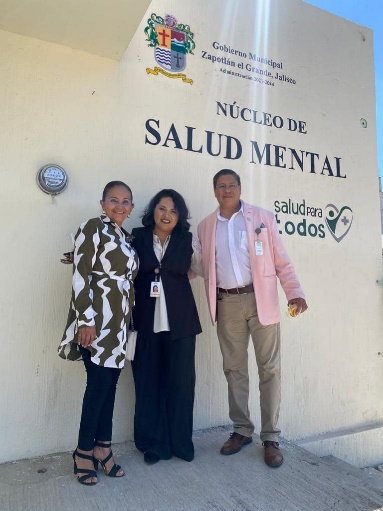 Gobierno Municipal
Zapotlán el Grande, Jalisco
NÚCLEO DE
SALUD MENTAL
salud para
todos